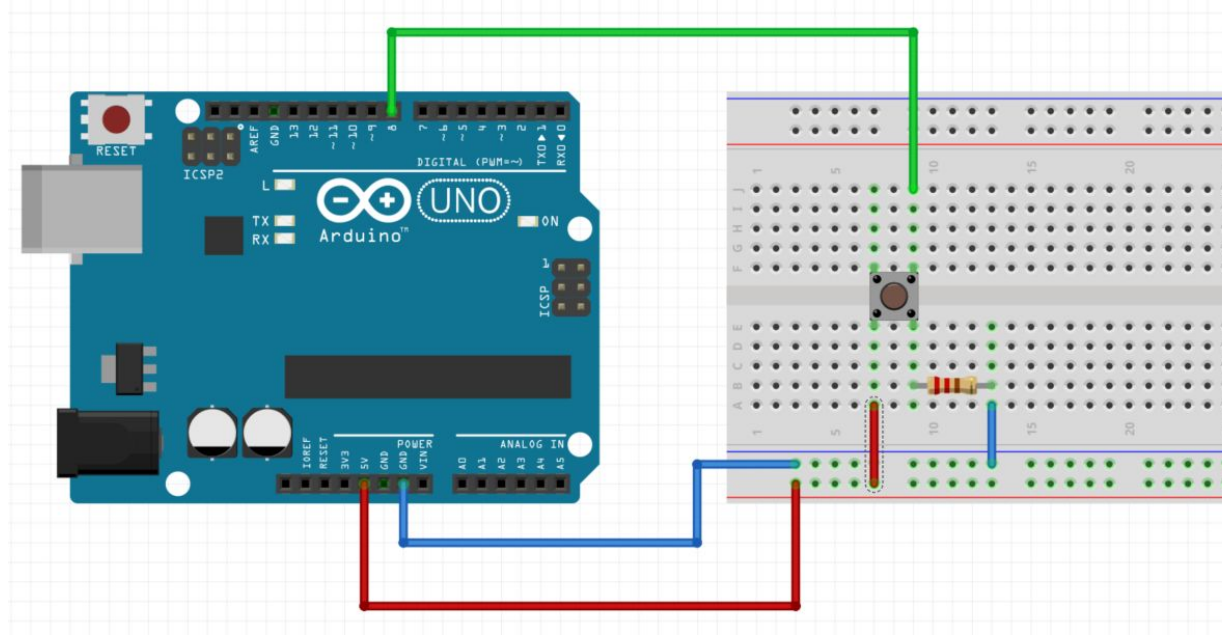 RESET
ICSP2
AREF
GND
13
12
~11
~10
~9
8
7
~6
~5
4
~3
2
TX0▶1
RX0◀0
DIGITAL (PWM=~)
L
TX
RX
UNO
Arduino™
ON
1
ICSP
IOREF
RESET
3V3
5V
GND
GND
VIN
POWER
ANALOG IN
A0
A1
A2
A3
A4
A5
1
5
10
15
20
J
I
H
G
F
E
D
C
B
A
1
5
10
15
20